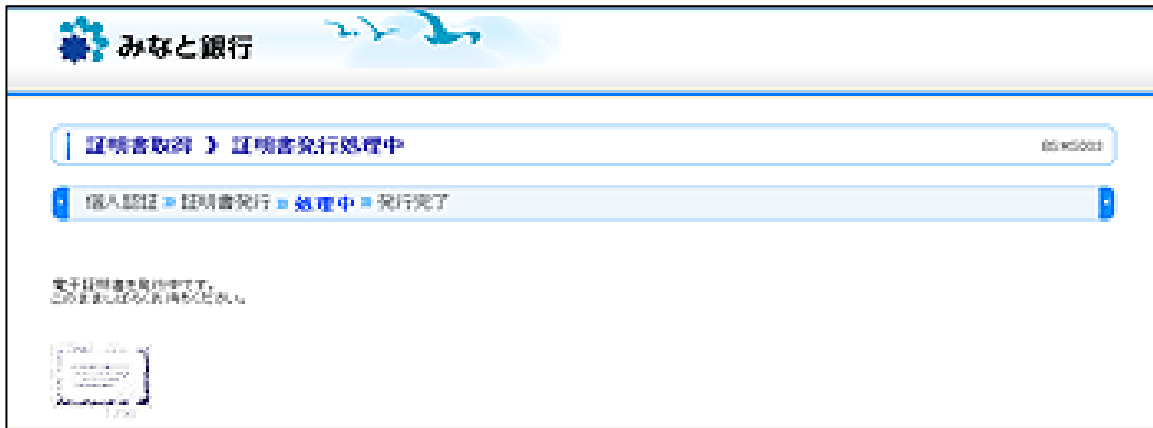 みなと銀行
証明書取得 》 証明書発行処理中
個人認証 » 証明書発行 » 処理中 » 発行完了
電子証明書を発行中です。
このまましばらくお待ちください。